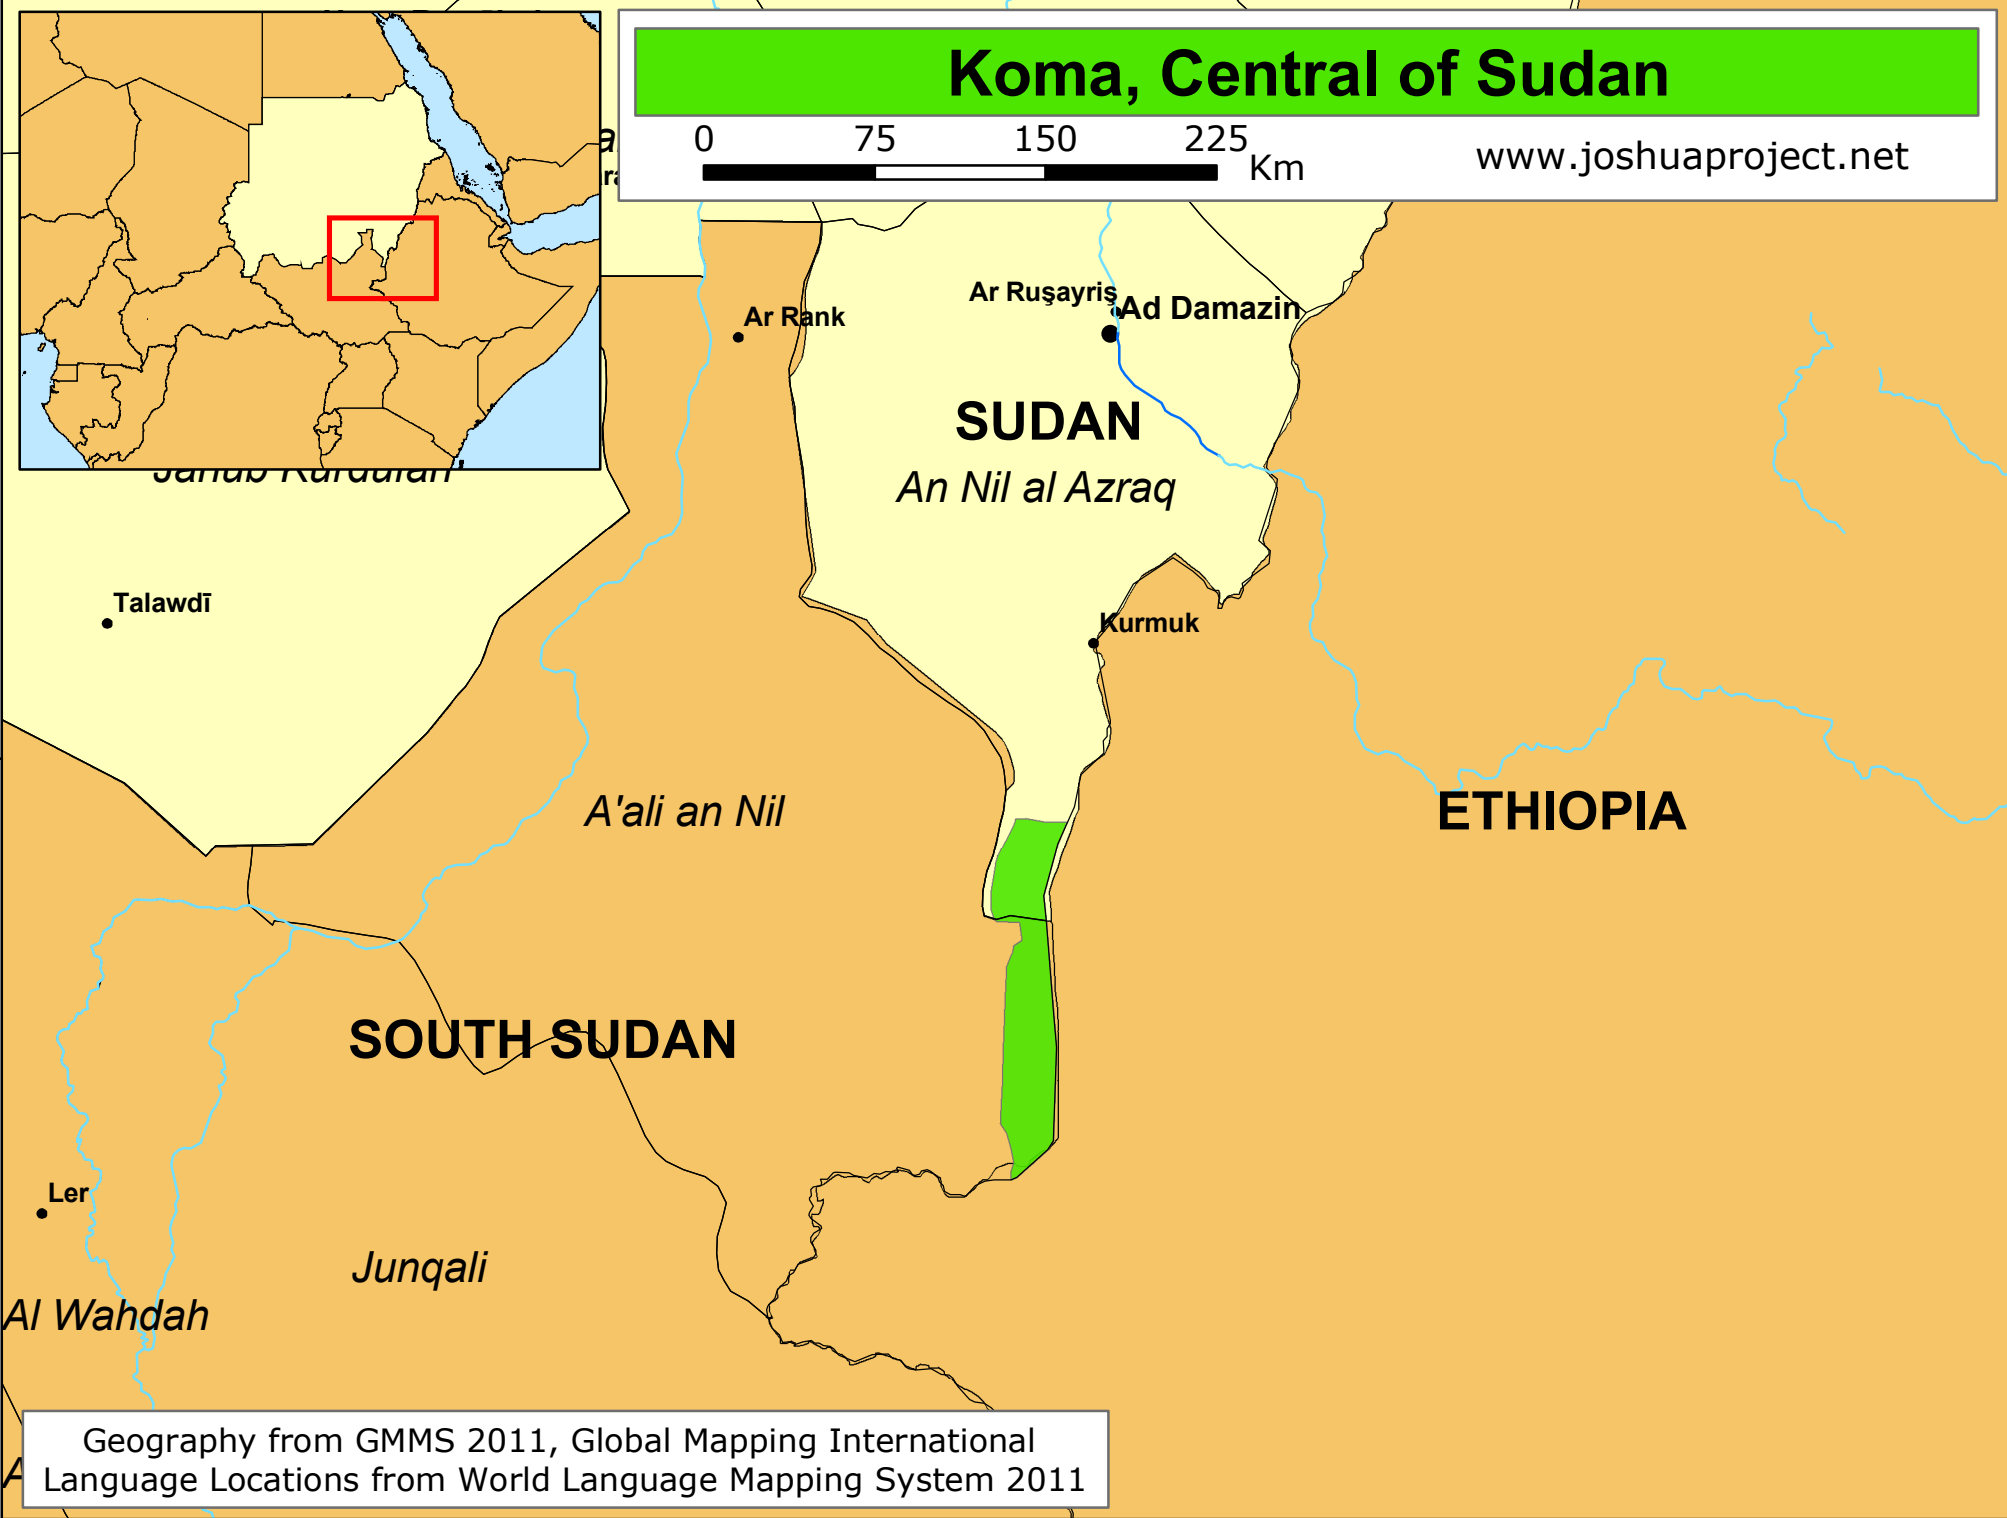 Koma, Central of Sudan
0 75 150 225
Km
www.joshuaproject.net
Ar Ruşayriş
Ad Damazin
Ar Rank
SUDAN
An Nil al Azraq
Janub Kurdufan
Talawdī
Kurmuk
A'ali an Nil
ETHIOPIA
SOUTH SUDAN
Ler
Junqali
Al Wahdah
Geography from GMMS 2011, Global Mapping International
Language Locations from World Language Mapping System 2011